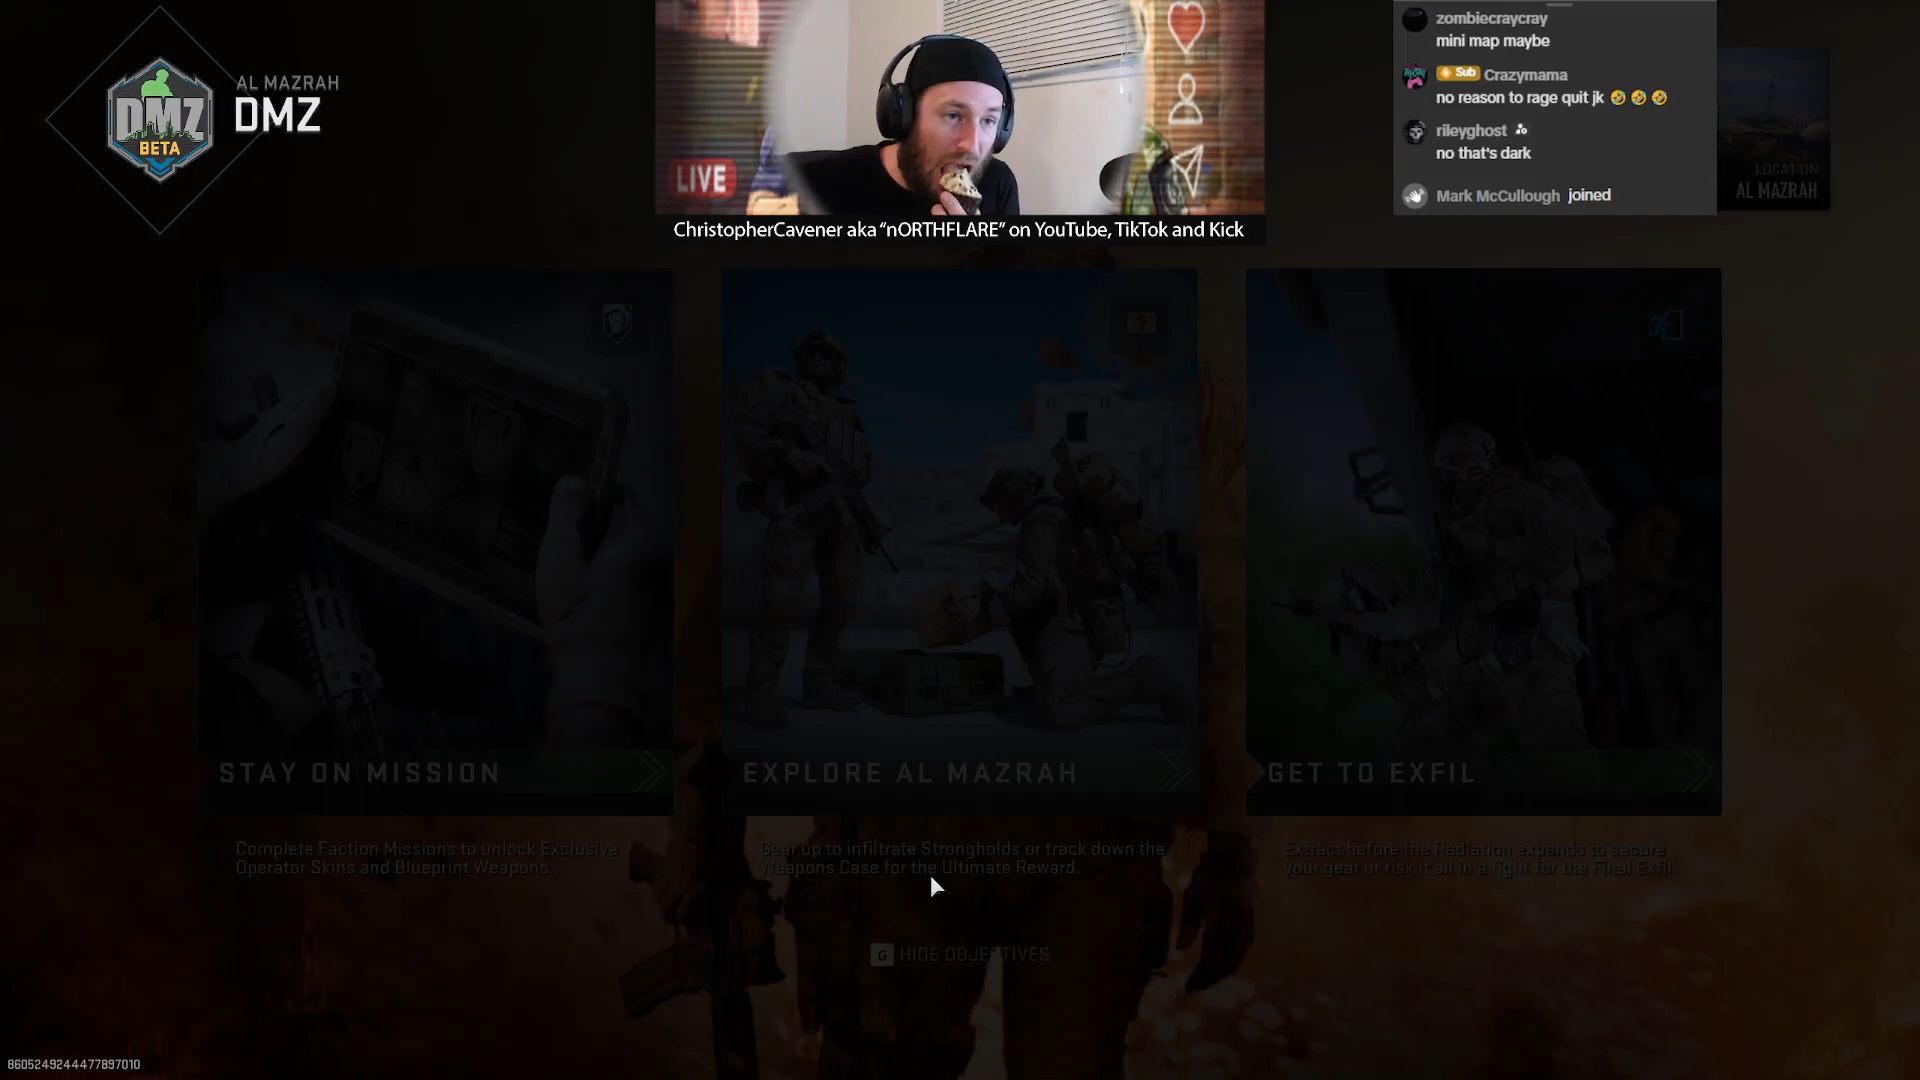 AL MAZRAH
DMZ
DMZ
BETA
LIVE
ChristopherCavener aka “nORTHFLARE” on YouTube, TikTok and Kick
zombiecraycray
mini map maybe
Sub Crazymama
no reason to rage quit jk 🤣 🤣 🤣
rileyghost
no that's dark
Mark McCullough joined
LOCATION
AL MAZRAH
?
STAY ON MISSION
Complete Faction Missions to unlock Exclusive
Operator Skins and Blueprint Weapons.
EXPLORE AL MAZRAH
Gear up to infiltrate Strongholds or track down the
Weapons Case for the Ultimate Reward.
GET TO EXFIL
Extract before the Radiation expands to secure
your gear or risk it all in a fight for the Final Exfil.
G HIDE OBJECTIVES
8605249244477897010